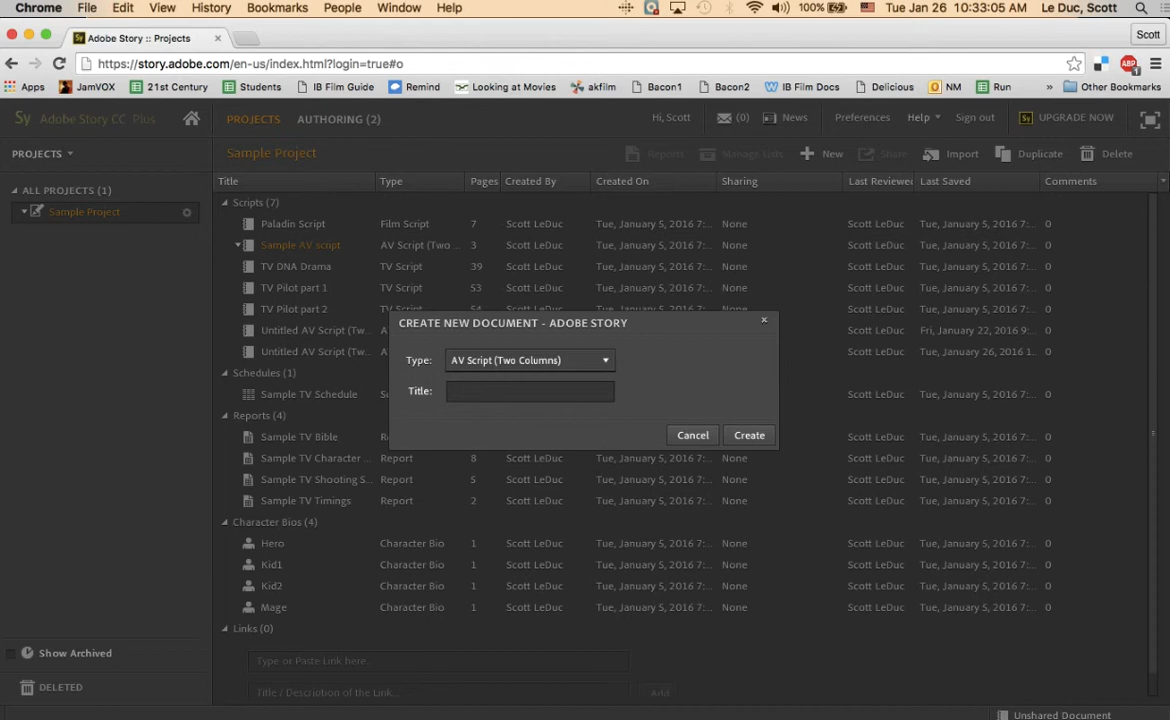 Chrome File Edit View History Bookmarks People Window Help 100% Tue Jan 26 10:33:05 AM Le Duc, Scott
Adobe Story :: Projects × Scott
https://story.adobe.com/en-us/index.html?login=true#o ABP 1
Apps JamVOX 21st Century Students IB Film Guide Remind Looking at Movies akfilm Bacon1 Bacon2 IB Film Docs Delicious NM Run » Other Bookmarks
Sy Adobe Story CC Plus PROJECTS AUTHORING (2) Hi, Scott (0) News Preferences Help Sign out Sy UPGRADE NOW
PROJECTS Sample Project Reports Manage Lists New Share Import Duplicate Delete
Title Type Pages Created By Created On Sharing Last Reviewed Last Saved Comments
ALL PROJECTS (1)
Sample Project
Scripts (7)
Paladin Script Film Script 7 Scott LeDuc Tue, January 5, 2016 7:... None Scott LeDuc Tue, January 5, 2016 7:... 0
Sample AV script AV Script (Two ... 3 Scott LeDuc Tue, January 5, 2016 7:... None Scott LeDuc Tue, January 5, 2016 7:... 0
TV DNA Drama TV Script 39 Scott LeDuc Tue, January 5, 2016 7:... None Scott LeDuc Tue, January 5, 2016 7:... 0
TV Pilot part 1 TV Script 53 Scott LeDuc Tue, January 5, 2016 7:... None Scott LeDuc Tue, January 5, 2016 7:... 0
TV Pilot part 2 TV Script 54 Scott LeDuc Tue, January 5, 2016 7:... None Scott LeDuc Tue, January 5, 2016 7:... 0
Untitled AV Script (Tw... Scott LeDuc Fri, January 22, 2016 9:... 0
Untitled AV Script (Tw... Scott LeDuc Tue, January 26, 2016 1... 0
CREATE NEW DOCUMENT - ADOBE STORY ×
Type: AV Script (Two Columns)
Title:
Cancel Create
Schedules (1)
Sample TV Schedule Scott LeDuc Tue, January 5, 2016 7:... 0
Reports (4)
Sample TV Bible Scott LeDuc Tue, January 5, 2016 7:... 0
Sample TV Character ... Report 8 Scott LeDuc Tue, January 5, 2016 7:... None Scott LeDuc Tue, January 5, 2016 7:... 0
Sample TV Shooting S... Report 5 Scott LeDuc Tue, January 5, 2016 7:... None Scott LeDuc Tue, January 5, 2016 7:... 0
Sample TV Timings Report 2 Scott LeDuc Tue, January 5, 2016 7:... None Scott LeDuc Tue, January 5, 2016 7:... 0
Character Bios (4)
Hero Character Bio 1 Scott LeDuc Tue, January 5, 2016 7:... None Scott LeDuc Tue, January 5, 2016 7:... 0
Kid1 Character Bio 1 Scott LeDuc Tue, January 5, 2016 7:... None Scott LeDuc Tue, January 5, 2016 7:... 0
Kid2 Character Bio 1 Scott LeDuc Tue, January 5, 2016 7:... None Scott LeDuc Tue, January 5, 2016 7:... 0
Mage Character Bio 1 Scott LeDuc Tue, January 5, 2016 7:... None Scott LeDuc Tue, January 5, 2016 7:... 0
Links (0)
Type or Paste Link here
Title / Description of the Link... Add
Show Archived
DELETED
Unshared Document